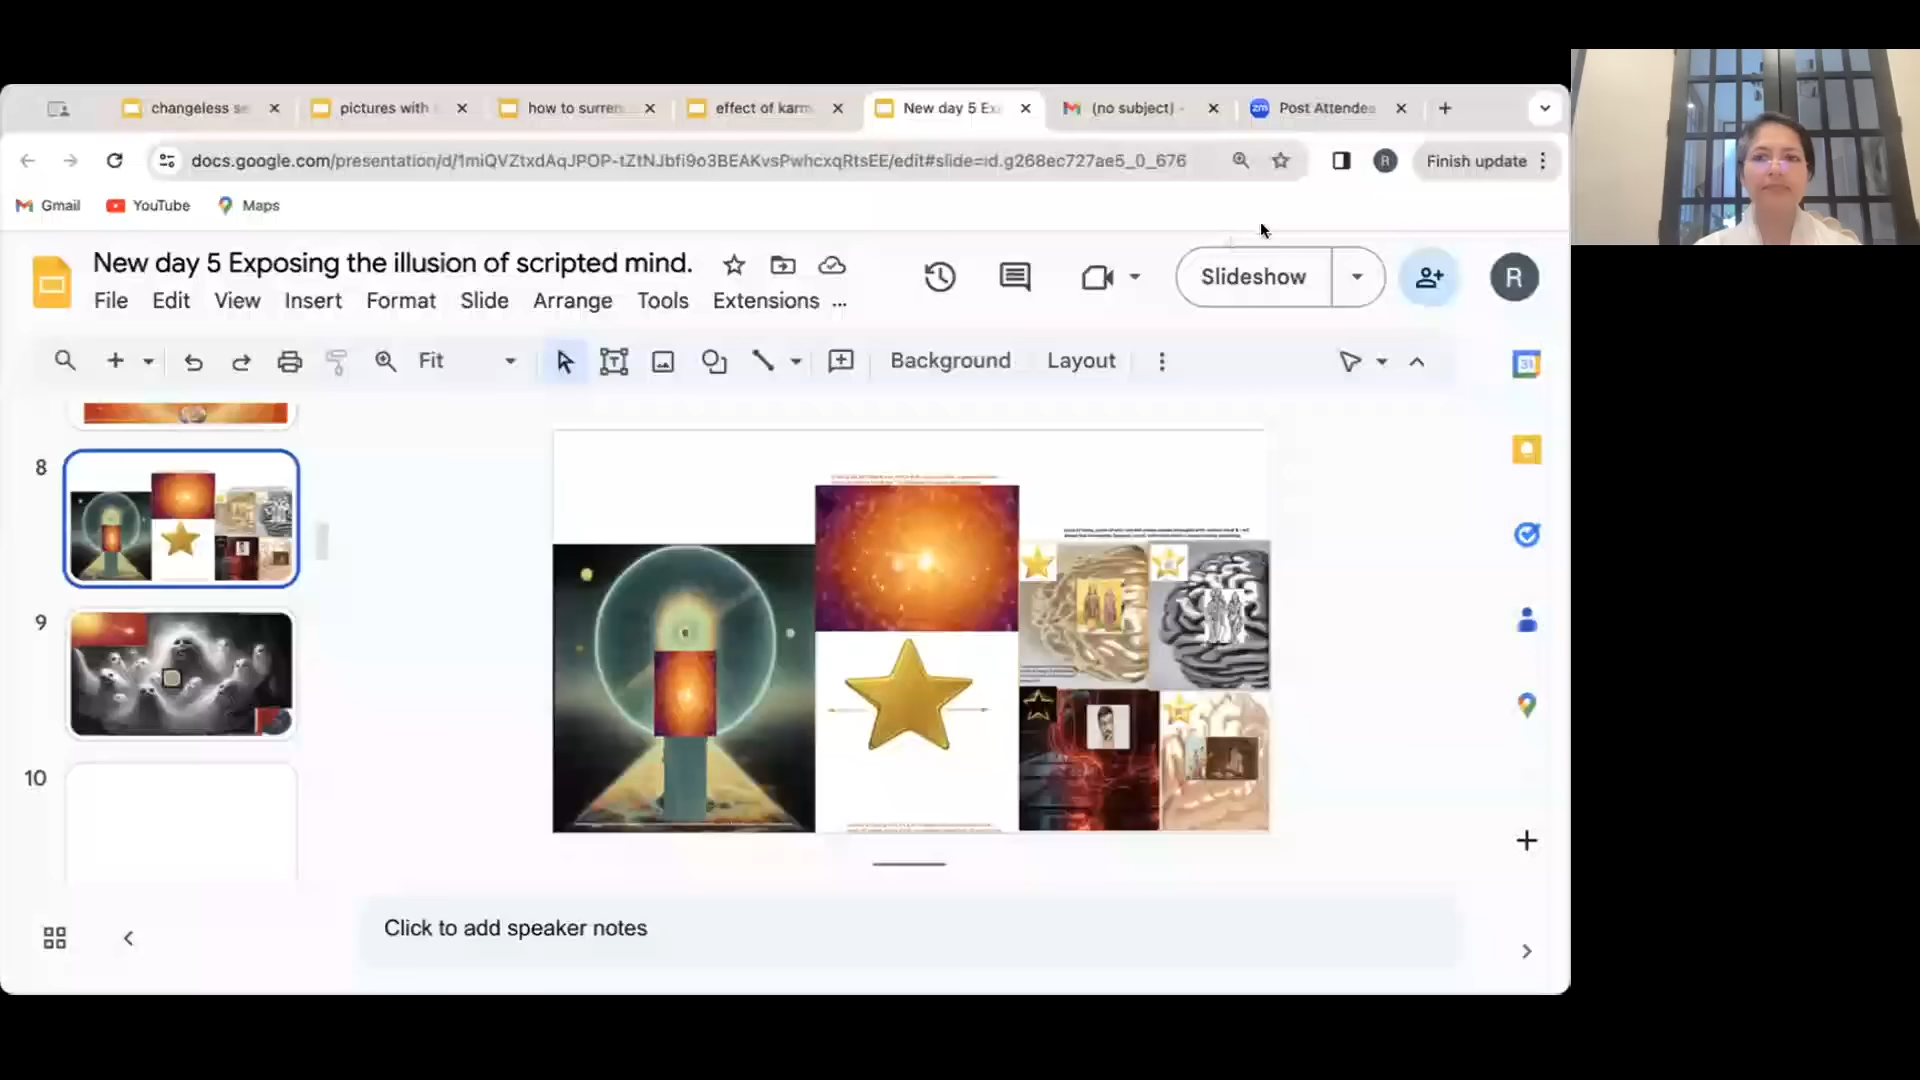 changeless se
pictures with
how to surren
effect of karm
New day 5 Ex
(no subject) -
zm
Post Attendee
docs.google.com/presentation/d/1miQVZtxdAqJPOP-tZtNJbfi9o3BEAKvsPwhcxqRtsEE/edit#slide=id.g268ec727ae5_0_676
R
Finish update
Gmail
YouTube
Maps
New day 5 Exposing the illusion of scripted mind.
File Edit View Insert Format Slide Arrange Tools Extensions ...
Slideshow
R
Fit
Background
Layout
31
8
9
10
Click to add speaker notes